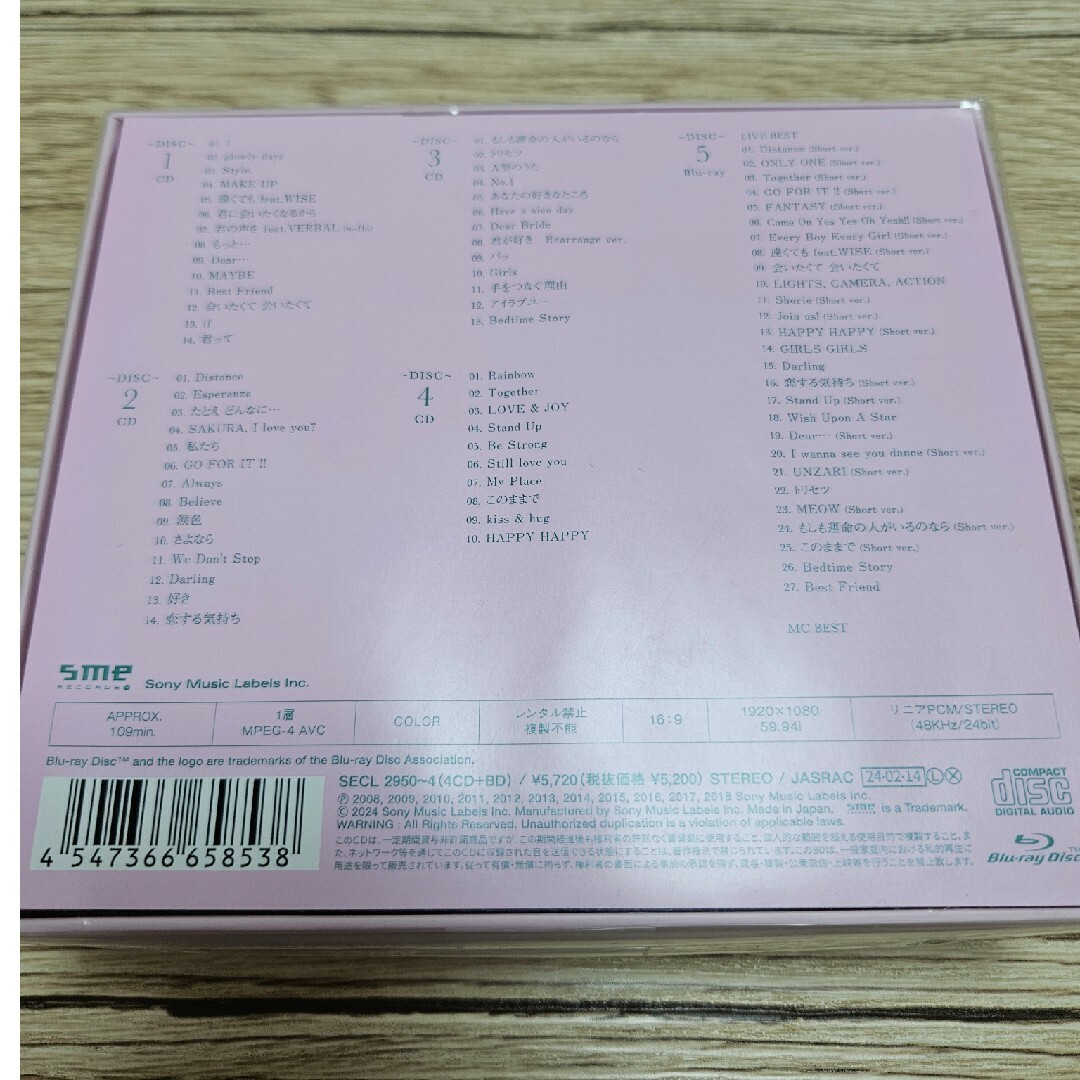 ~DISC~
1
CD
01. I
02. lonely days
03. Style.
04. MAKE UP
05. 遠くても feat.WISE
06. 君に会いたくなるから
07. 君の声を feat.VERBAL (m-flo)
08. もっと…
09. Dear…
10. MAYBE
11. Best Friend
12. 会いたくて 会いたくて
13. if
14. 君って
~DISC~
2
CD
01. Distance
02. Esperanza
03. たとえ どんなに…
04. SAKURA, I love you?
05. 私たち
06. GO FOR IT !!
07. Always
08. Believe
09. 涙色
10. さよなら
11. We Don't Stop
12. Darling
13. 好き
14. 恋する気持ち
~DISC~
3
CD
01. もしも運命の人がいるのなら
02. トリセツ
03. A型のうた
04. No.1
05. あなたの好きなところ
06. Have a nice day
07. Dear Bride
08. 君が好き Rearrange ver.
09. パッ
10. Girls
11. 手をつなぐ理由
12. アイラブユー
13. Bedtime Story
~DISC~
4
CD
01. Rainbow
02. Together
03. LOVE & JOY
04. Stand Up
05. Be Strong
06. Still love you
07. My Place
08. このままで
09. kiss & hug
10. HAPPY HAPPY
~DISC~
5
Blu-ray
LIVE BEST
01. Distance (Short ver.)
02. ONLY ONE (Short ver.)
03. Together (Short ver.)
04. GO FOR IT !! (Short ver.)
05. FANTASY (Short ver.)
06. Come On Yes Yes Oh Yeah!! (Short ver.)
07. Every Boy Every Girl (Short ver.)
08. 遠くても feat.WISE (Short ver.)
09. 会いたくて 会いたくて
10. LIGHTS, CAMERA, ACTION
11. Sherie (Short ver.)
12. Join us! (Short ver.)
13. HAPPY HAPPY (Short ver.)
14. GIRLS GIRLS
15. Darling
16. 恋する気持ち (Short ver.)
17. Stand Up (Short ver.)
18. Wish Upon A Star
19. Dear… (Short ver.)
20. I wanna see you dance (Short ver.)
21. UNZARI (Short ver.)
22. トリセツ
23. MEOW (Short ver.)
24. もしも運命の人がいるのなら (Short ver.)
25. このままで (Short ver.)
26. Bedtime Story
27. Best Friend
MC BEST
sme
RECORDS
Sony Music Labels Inc.
APPROX.
109min.
1層
MPEG-4 AVC
COLOR
レンタル禁止
複製不能
16:9
1920×1080
59.94i
リニアPCM/STEREO
(48KHz/24bit)
Blu-ray Disc™ and the logo are trademarks of the Blu-ray Disc Association.
SECL 2950~4 (4CD+BD) / ¥5,720 (税抜価格 ¥5,200) STEREO / JASRAC 24-02-14 Ⓛ Ⓧ
Ⓟ 2008, 2009, 2010, 2011, 2012, 2013, 2014, 2015, 2016, 2017, 2018 Sony Music Labels Inc.
© 2024 Sony Music Labels Inc. Manufactured by Sony Music Labels Inc. Made in Japan. sme is a Trademark.
WARNING : All Rights Reserved. Unauthorized duplication is a violation of applicable laws.
4 547366 658538
COMPACT
disc
DIGITAL AUDIO
Blu-ray Disc
TM